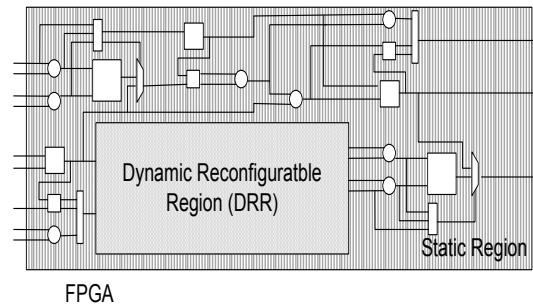 Dynamic Reconfiguratble
Region (DRR)
Static Region
FPGA